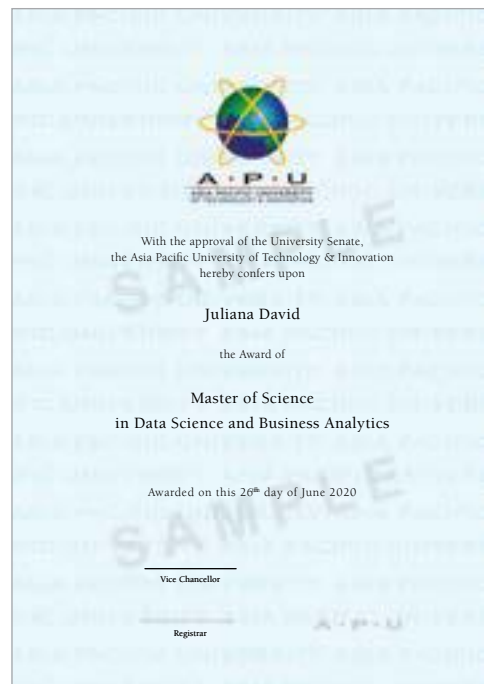 A · P · U
ASIA PACIFIC UNIVERSITY
OF TECHNOLOGY & INNOVATION
With the approval of the University Senate,
the Asia Pacific University of Technology & Innovation
hereby confers upon
SAMPLE
Juliana David
the Award of
Master of Science
in Data Science and Business Analytics
Awarded on this 26th day of June 2020
SAMPLE
Vice Chancellor
Registrar
A · P · U